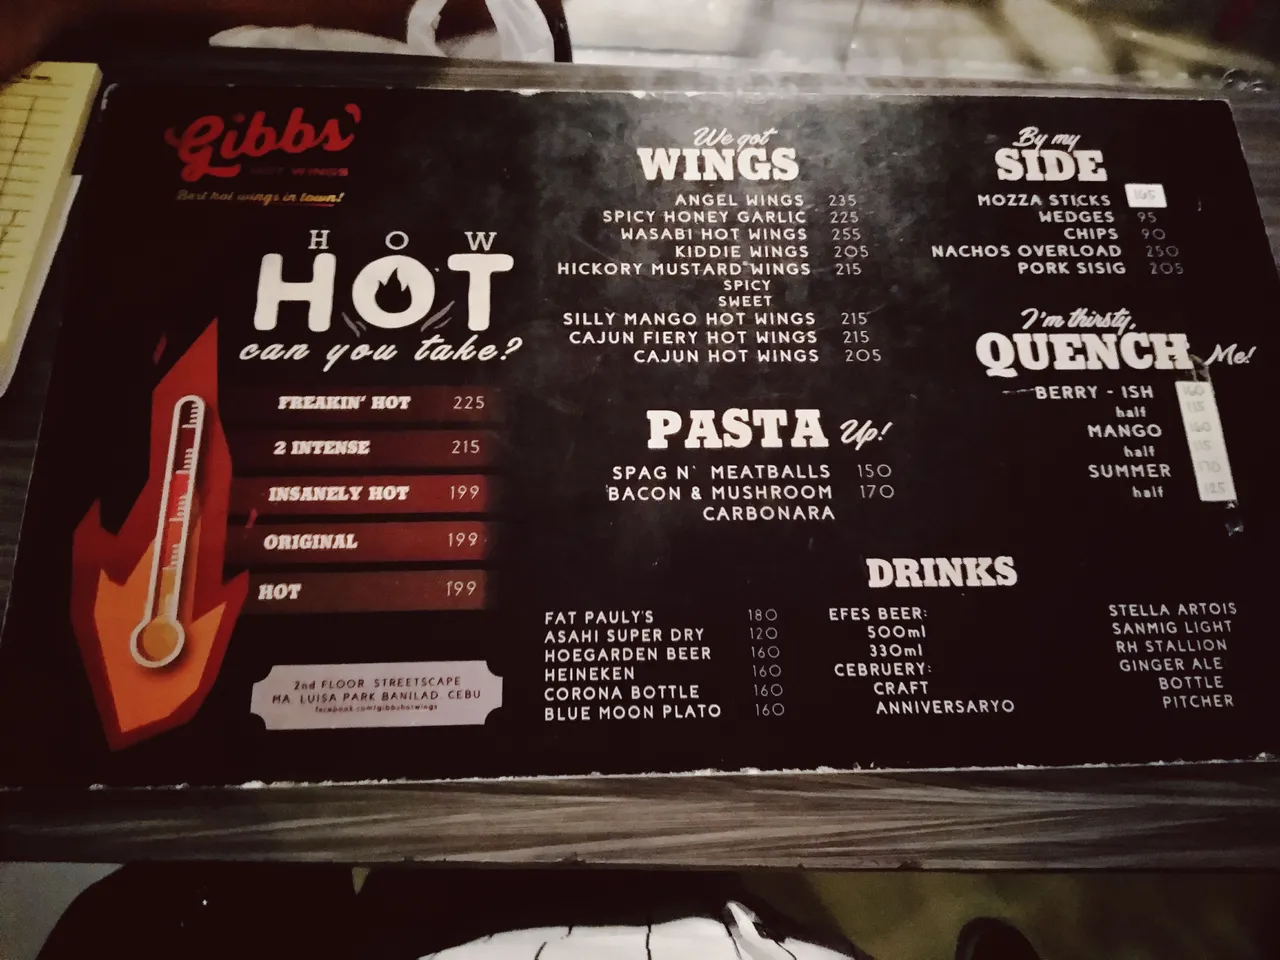 Gibbs'
HOT WINGS
Best hot wings in town!
HOW
HOT
can you take?
FREAKIN' HOT 225
2 INTENSE 215
INSANELY HOT 199
ORIGINAL 199
HOT 199
2nd FLOOR STREETSCAPE
MA. LUISA PARK BANILAD, CEBU
facebook.com/gibbshotwings
We got
WINGS
ANGEL WINGS 235
SPICY HONEY GARLIC 225
WASABI HOT WINGS 255
KIDDIE WINGS 205
HICKORY MUSTARD WINGS 215
SPICY
SWEET
SILLY MANGO HOT WINGS 215
CAJUN FIERY HOT WINGS 215
CAJUN HOT WINGS 205
PASTA Up!
SPAG N' MEATBALLS 150
BACON & MUSHROOM 170
CARBONARA
By my
SIDE
MOZZA STICKS 165
WEDGES 95
CHIPS 90
NACHOS OVERLOAD 250
PORK SISIG 205
I'm thirsty,
QUENCH Me!
BERRY - ISH 160
half 115
MANGO 160
half 115
SUMMER 170
half 125
DRINKS
FAT PAULY'S 180
ASAHI SUPER DRY 120
HOEGARDEN BEER 160
HEINEKEN 160
CORONA BOTTLE 160
BLUE MOON PLATO 160
EFES BEER:
500ml
330ml
CEBRUERY:
CRAFT
ANNIVERSARYO
STELLA ARTOIS
SANMIG LIGHT
RH STALLION
GINGER ALE
BOTTLE
PITCHER